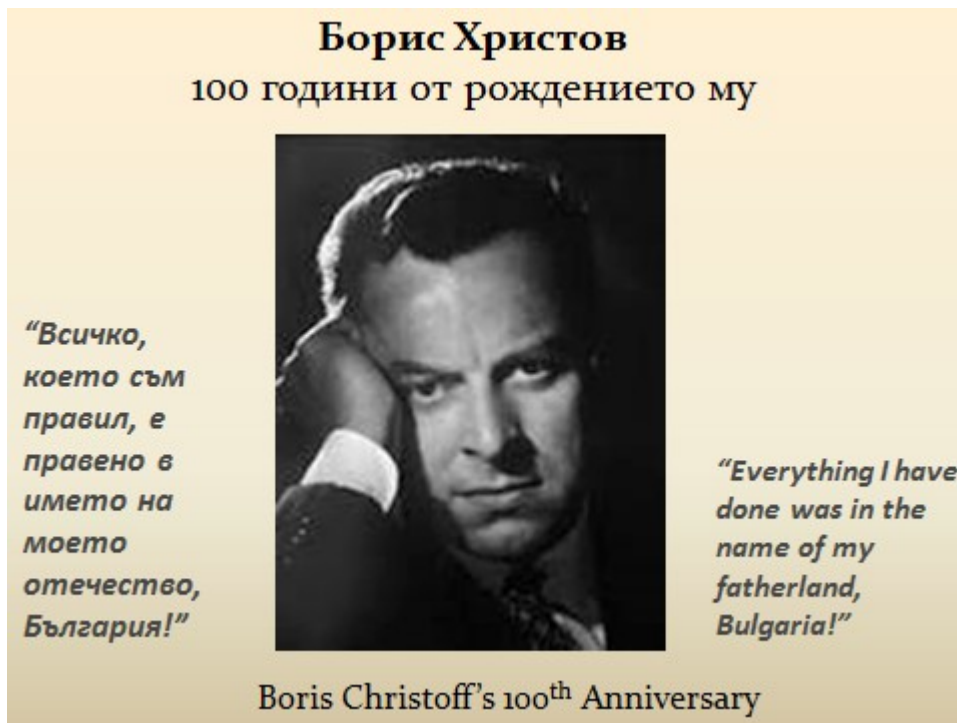 Борис Христов
100 години от рождението му
“Всичко,
което съм
правил, е
правено в
името на
моето
отечество,
България!”
“Everything I have
done was in the
name of my
fatherland,
Bulgaria!”
Boris Christoff’s 100th Anniversary